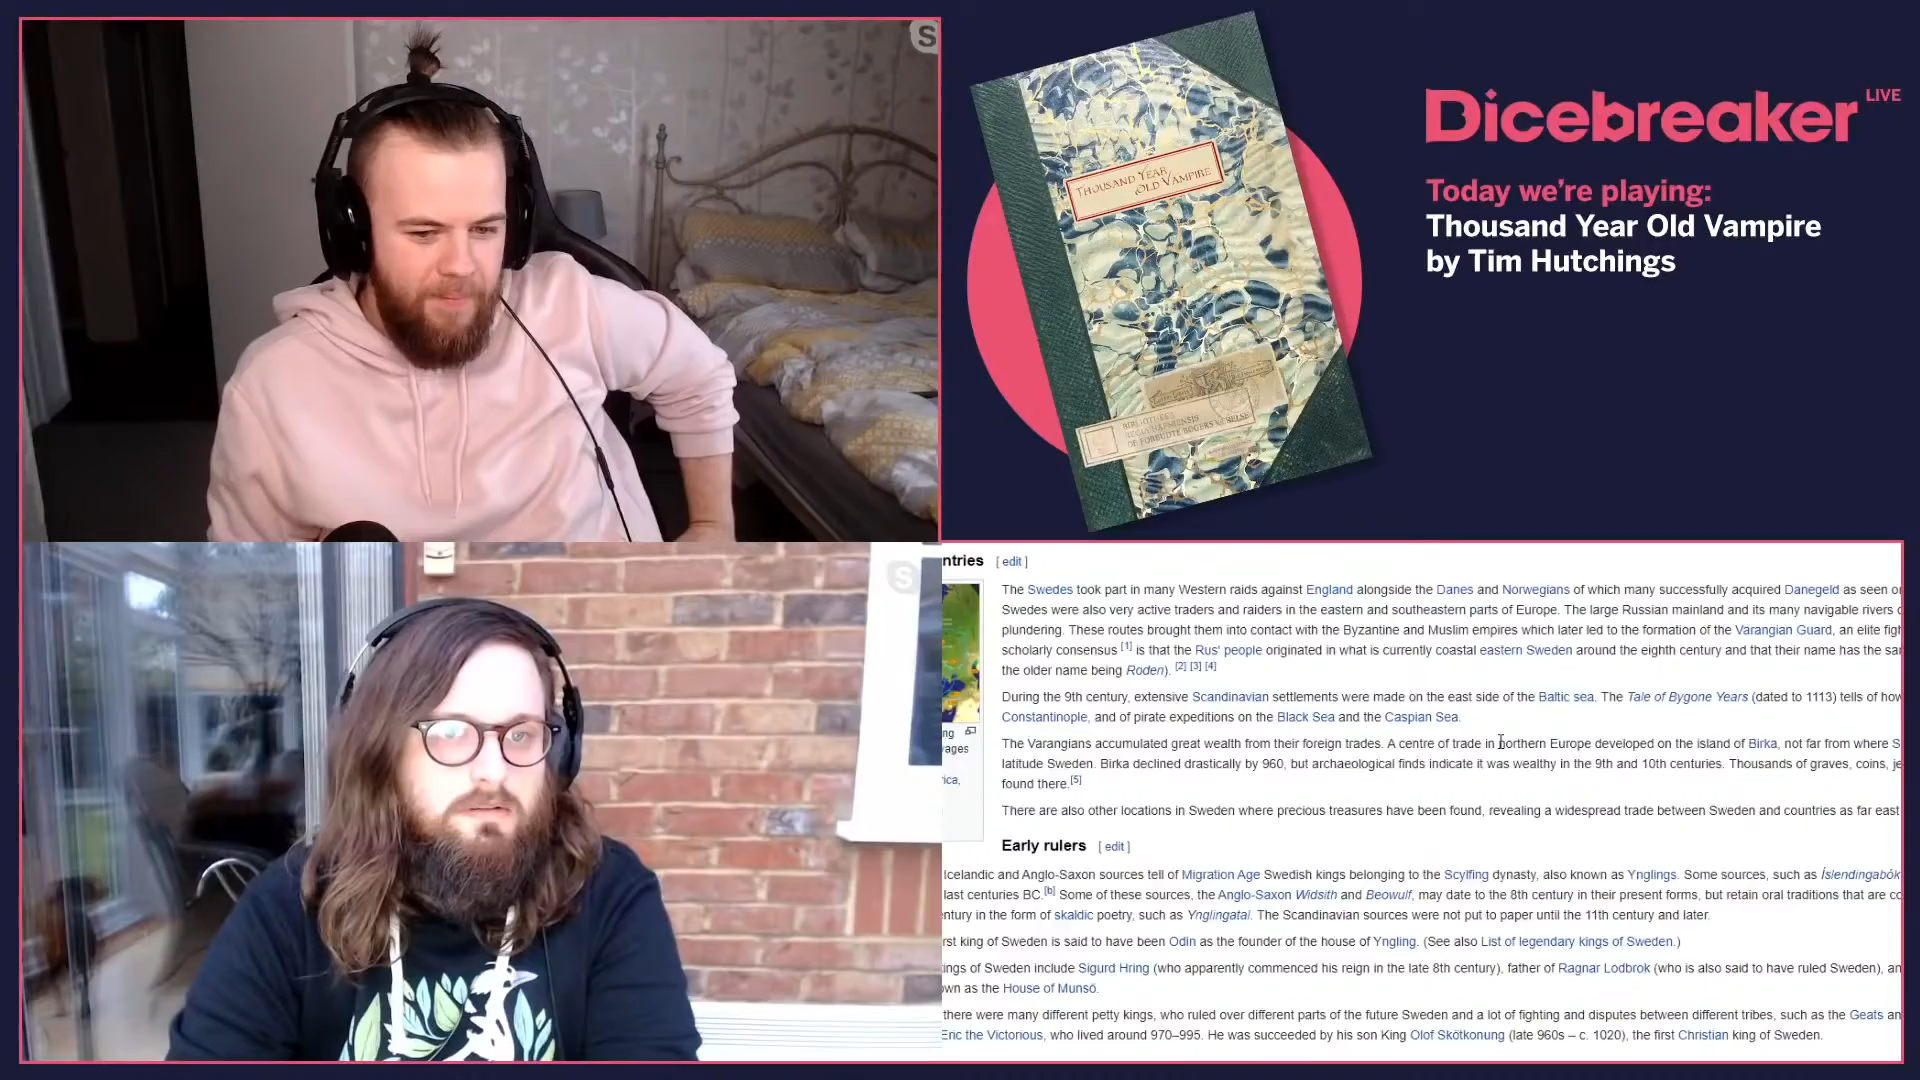 Dicebreaker LIVE
Today we're playing:
Thousand Year Old Vampire
by Tim Hutchings
THOUSAND YEAR
OLD VAMPIRE
S
S
ntries [ edit ]
The Swedes took part in many Western raids against England alongside the Danes and Norwegians of which many successfully acquired Danegeld as seen o
Swedes were also very active traders and raiders in the eastern and southeastern parts of Europe. The large Russian mainland and its many navigable rivers o
plundering. These routes brought them into contact with the Byzantine and Muslim empires which later led to the formation of the Varangian Guard, an elite figh
scholarly consensus [1] is that the Rus' people originated in what is currently coastal eastern Sweden around the eighth century and that their name has the sa
the older name being Roden). [2] [3] [4]
During the 9th century, extensive Scandinavian settlements were made on the east side of the Baltic sea. The Tale of Bygone Years (dated to 1113) tells of how
Constantinople, and of pirate expeditions on the Black Sea and the Caspian Sea.
ng
The Varangians accumulated great wealth from their foreign trades. A centre of trade in northern Europe developed on the island of Birka, not far from where S
ages
latitude Sweden. Birka declined drastically by 960, but archaeological finds indicate it was wealthy in the 9th and 10th centuries. Thousands of graves, coins, je
ica,
found there.[5]
There are also other locations in Sweden where precious treasures have been found, revealing a widespread trade between Sweden and countries as far east
Early rulers [ edit ]
Icelandic and Anglo-Saxon sources tell of Migration Age Swedish kings belonging to the Scylfing dynasty, also known as Ynglings. Some sources, such as Íslendingabók
last centuries BC.[b] Some of these sources, the Anglo-Saxon Widsith and Beowulf, may date to the 8th century in their present forms, but retain oral traditions that are co
entury in the form of skaldic poetry, such as Ynglingatal. The Scandinavian sources were not put to paper until the 11th century and later.
rst king of Sweden is said to have been Odin as the founder of the house of Yngling. (See also List of legendary kings of Sweden.)
ings of Sweden include Sigurd Hring (who apparently commenced his reign in the late 8th century), father of Ragnar Lodbrok (who is also said to have ruled Sweden), an
wn as the House of Munsö.
there were many different petty kings, who ruled over different parts of the future Sweden and a lot of fighting and disputes between different tribes, such as the Geats an
Eric the Victorious, who lived around 970–995. He was succeeded by his son King Olof Skötkonung (late 960s – c. 1020), the first Christian king of Sweden.